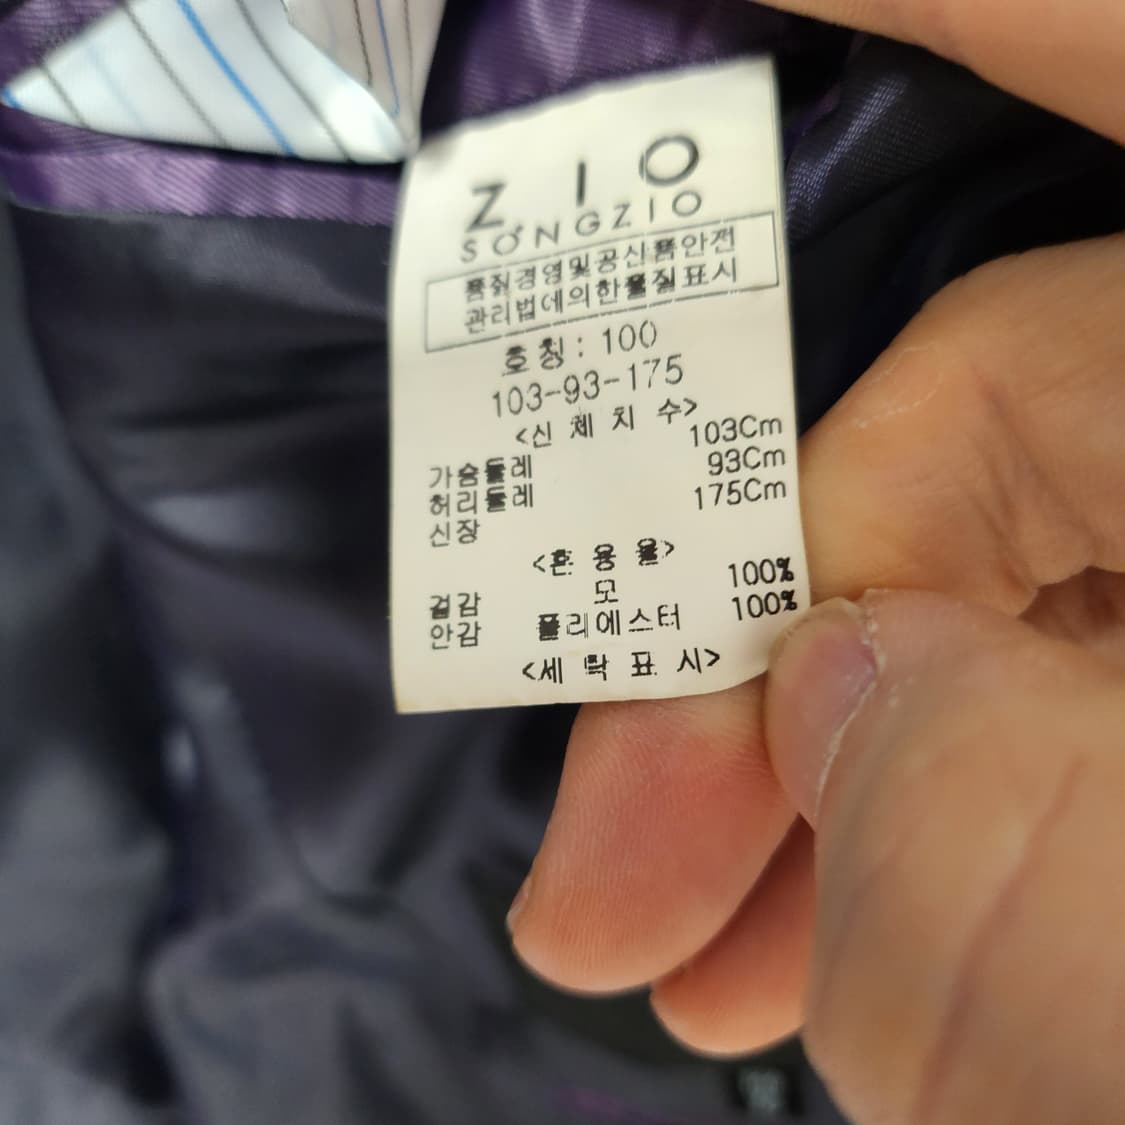 ZIO
SONGZIO
품질경영및공산품안전
관리법에의한품질표시
호칭: 100
103-93-175
<신 체 치 수>
가슴둘레 103Cm
허리둘레 93Cm
신장 175Cm
<혼 용 율>
겉감 모 100%
안감 폴리에스터 100%
<세 탁 표 시>